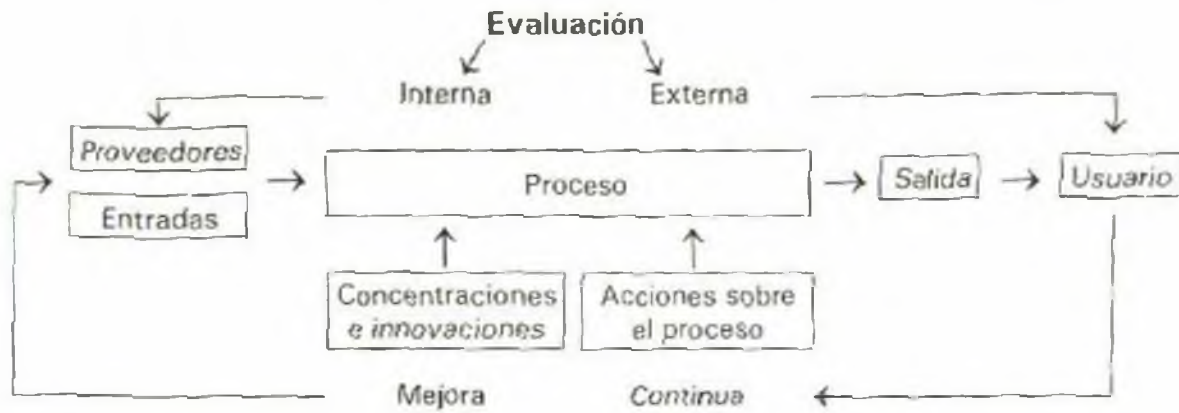 Evaluación
Interna Externa
Proveedores
Entradas
Proceso
Salida
Usuario
Concentraciones
e innovaciones
Acciones sobre
el proceso
Mejora Continua